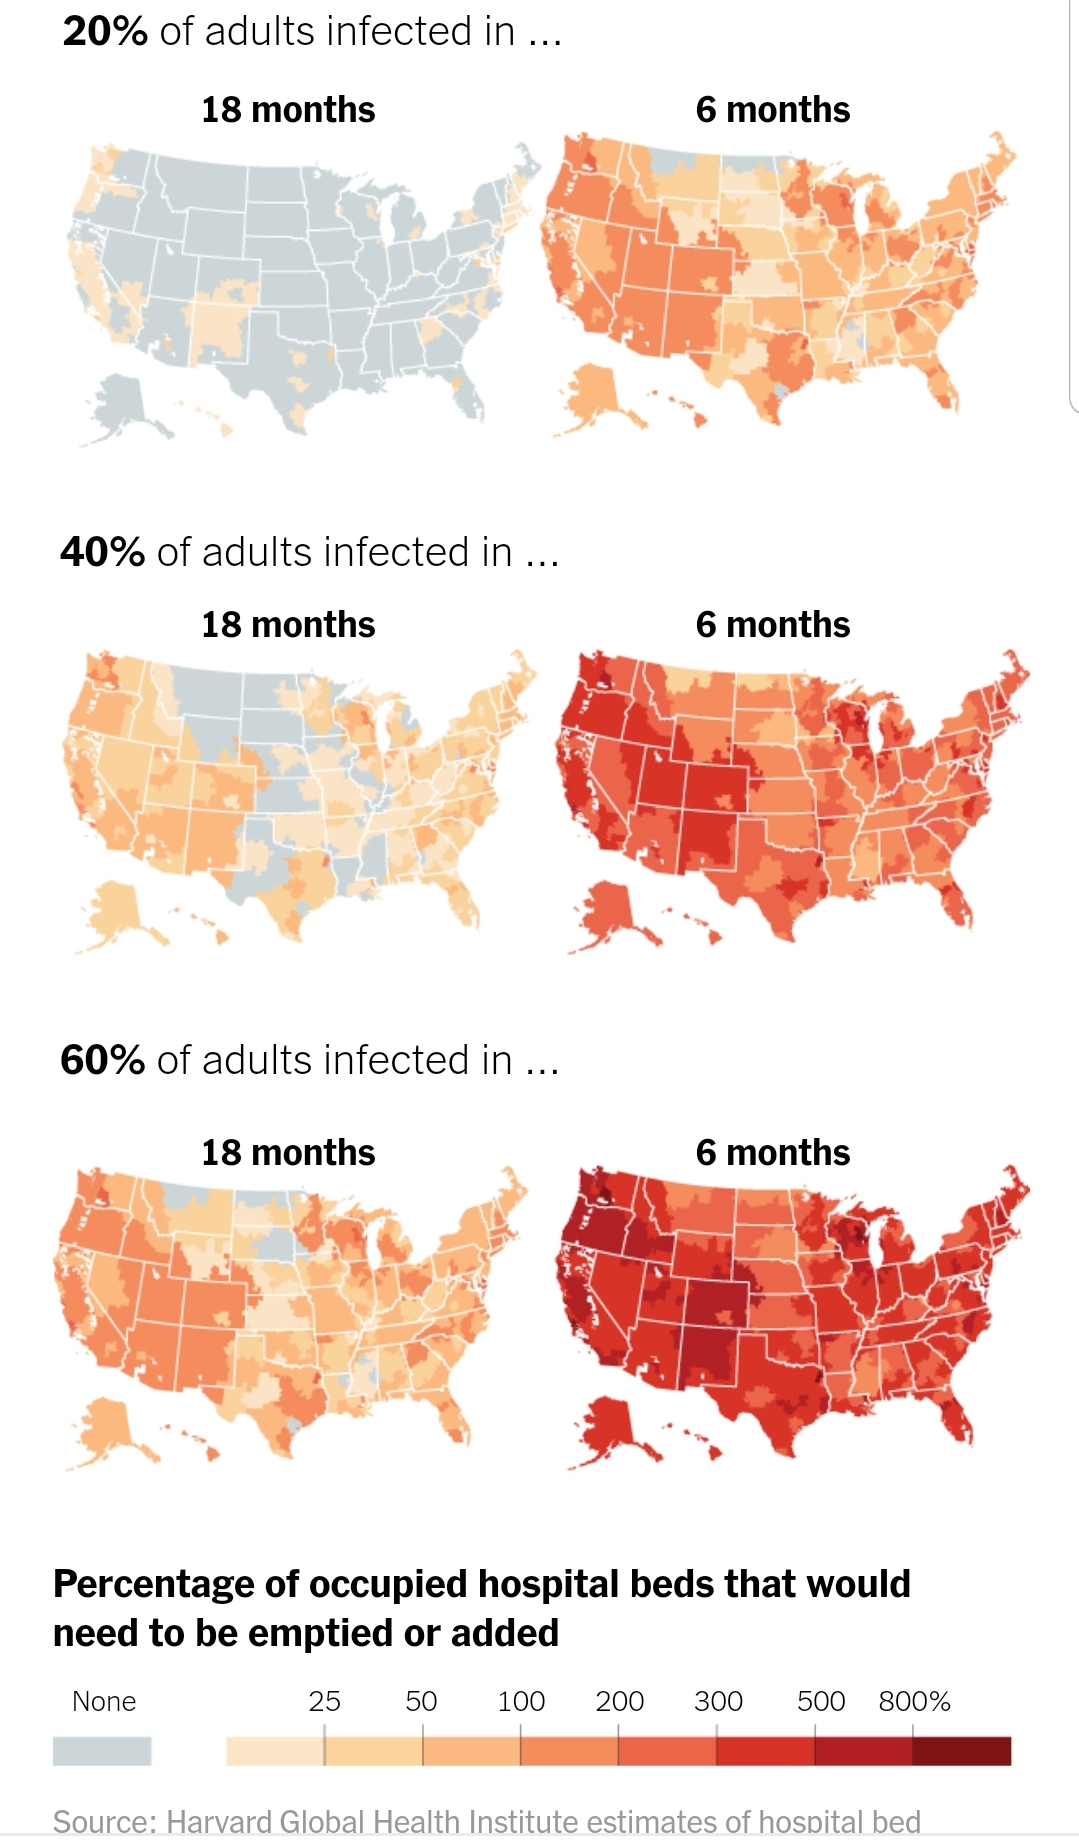 20% of adults infected in ...
18 months
6 months
40% of adults infected in ...
18 months
6 months
60% of adults infected in ...
18 months
6 months
Percentage of occupied hospital beds that would
need to be emptied or added
None 25 50 100 200 300 500 800%
Source: Harvard Global Health Institute estimates of hospital bed